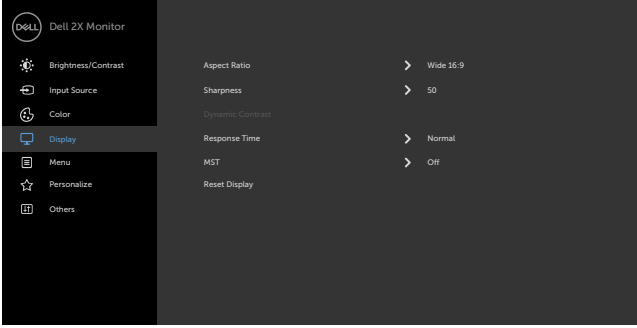 DELL Dell 2X Monitor
Brightness/Contrast
Input Source
Color
Display
Menu
Personalize
Others
Aspect Ratio Wide 16:9
Sharpness 50
Dynamic Contrast
Response Time Normal
MST Off
Reset Display